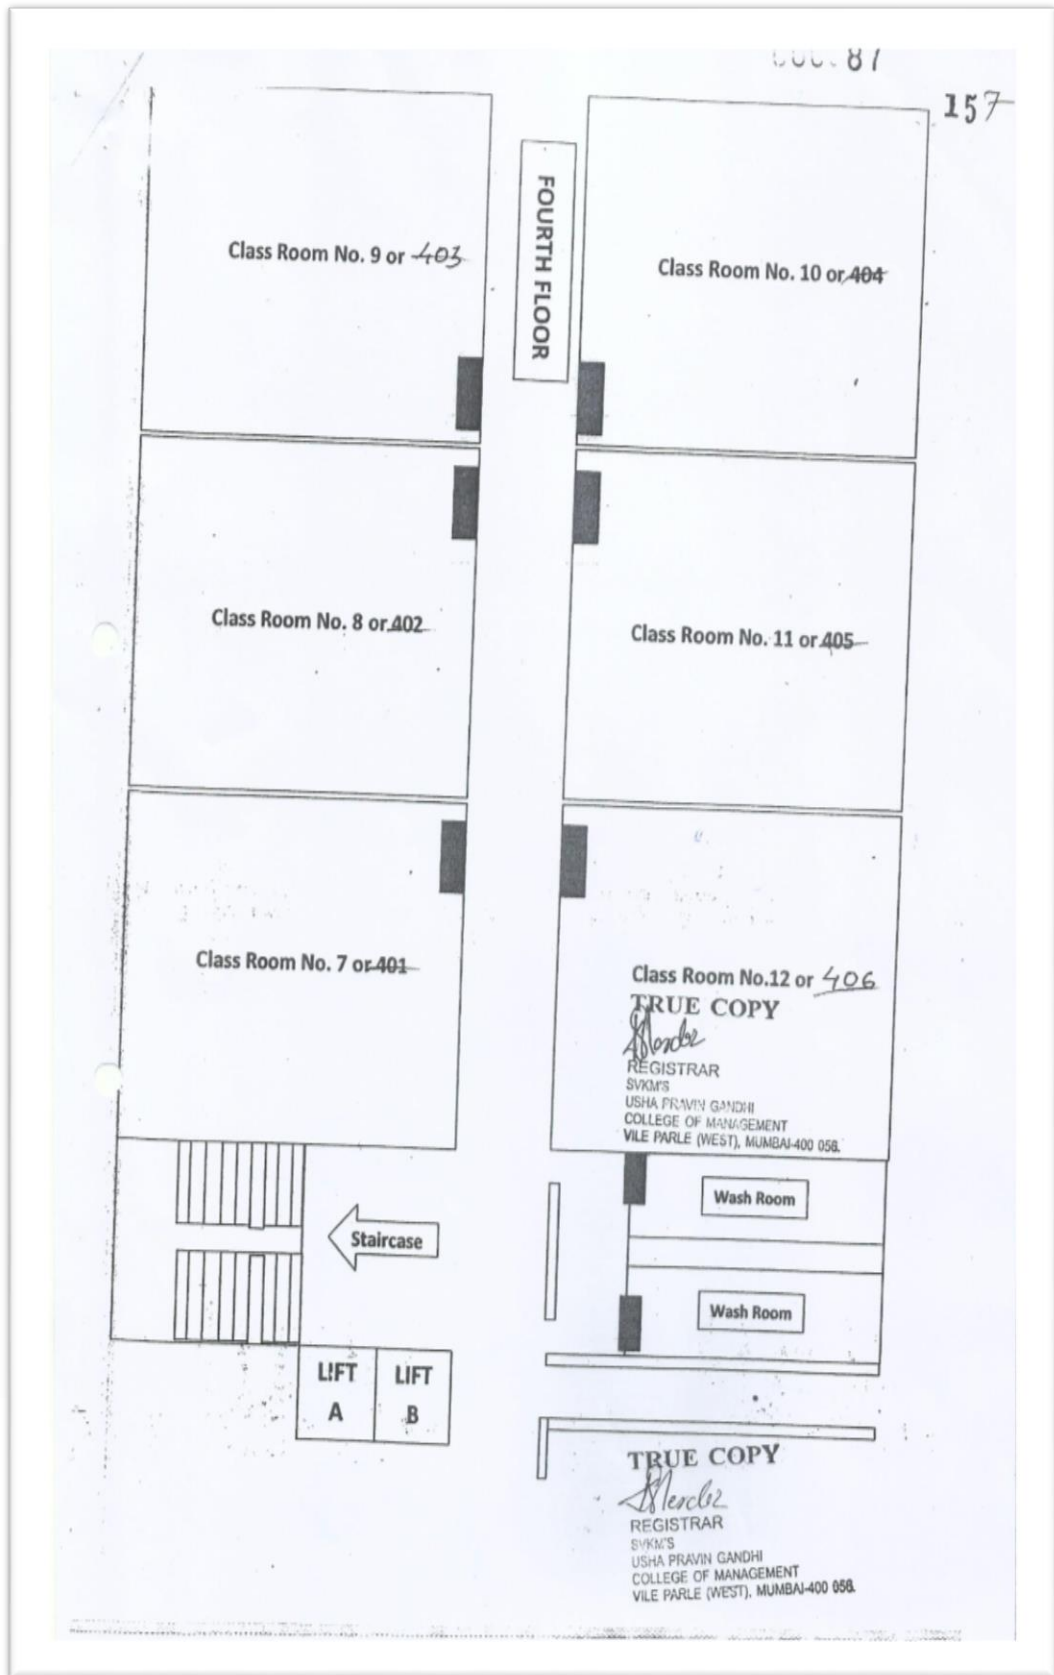 87
157
FOURTH FLOOR
Class Room No. 9 or 403
Class Room No. 10 or 404
Class Room No. 8 or 402
Class Room No. 11 or 405
Class Room No. 7 or 401
Class Room No.12 or 406
TRUE COPY
REGISTRAR
SVKM'S
USHA PRAVIN GANDHI
COLLEGE OF MANAGEMENT
VILE PARLE (WEST), MUMBAI-400 056.
Staircase
Wash Room
Wash Room
LIFT
A
LIFT
B
TRUE COPY
REGISTRAR
SVKM'S
USHA PRAVIN GANDHI
COLLEGE OF MANAGEMENT
VILE PARLE (WEST), MUMBAI-400 056.